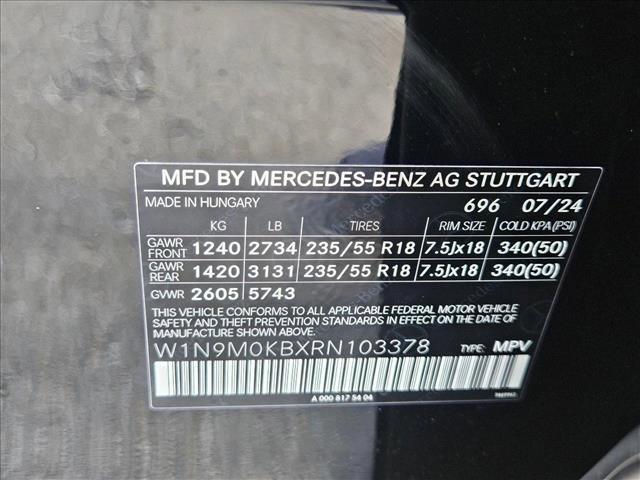 MFD BY MERCEDES-BENZ AG STUTTGART
MADE IN HUNGARY 696 07/24
GAWR FRONT KG 1240 LB 2734 TIRES 235/55 R18 RIM SIZE 7.5Jx18 COLD KPA(PSI) 340(50)
GAWR REAR 1420 3131 235/55 R18 7.5Jx18 340(50)
GVWR 2605 5743
THIS VEHICLE CONFORMS TO ALL APPLICABLE FEDERAL MOTOR VEHICLE
SAFETY AND THEFT PREVENTION STANDARDS IN EFFECT ON THE DATE OF
MANUFACTURE SHOWN ABOVE.
W1N9M0KBXRN103378 TYPE: MPV
A 000 817 54 04